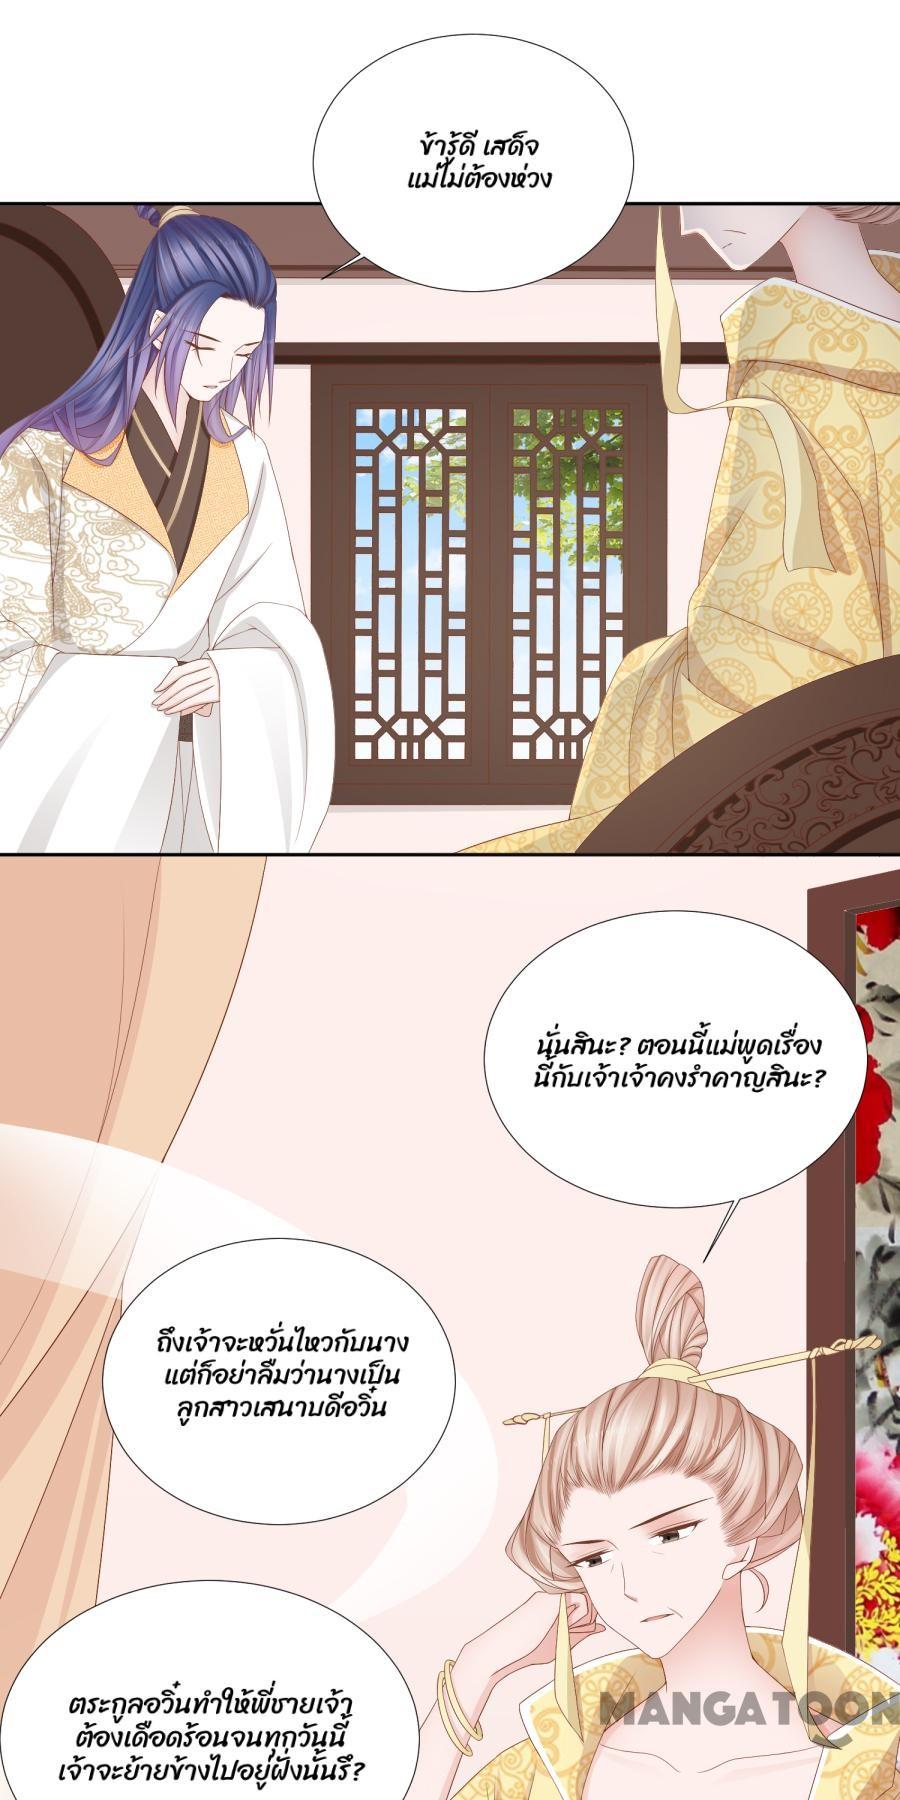 ข้ารู้ดี เสด็จ
แม่ไม่ต้องห่วง
นั่นสินะ? ตอนนี้แม่พูดเรื่อง
นี้กับเจ้าเจ้าคงรำคาญสินะ?
ถึงเจ้าจะหวั่นไหวกับนาง
แต่ก็อย่าลืมว่านางเป็น
ลูกสาวเสนาบดีอวิ๋น
ตระกูลอวิ๋นทำให้พี่ชายเจ้า
ต้องเดือดร้อนจนทุกวันนี้
เจ้าจะย้ายข้างไปอยู่ฝั่งนั้นรึ?
MANGATOON